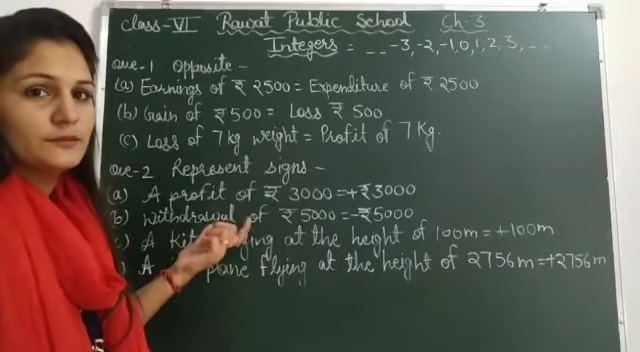 Class-VI Rawat Public School Ch-3
Integers = _ _ -3,-2,-1,0,1,2,3, _ _
Que-1 Opposite -
(a) Earnings of ₹ 2500 = Expenditure of ₹ 2500
(b) Gain of ₹ 500 = Loss ₹ 500
(c) Loss of 7 kg weight = Profit of 7 Kg.
Que-2 Represent signs -
(a) A profit of ₹ 3000 = +₹3000
(b) Withdrawal of ₹ 5000 = -₹5000
c) A at the height of 100m = +100m
) A plane flying at the height of 2756m = +2756m